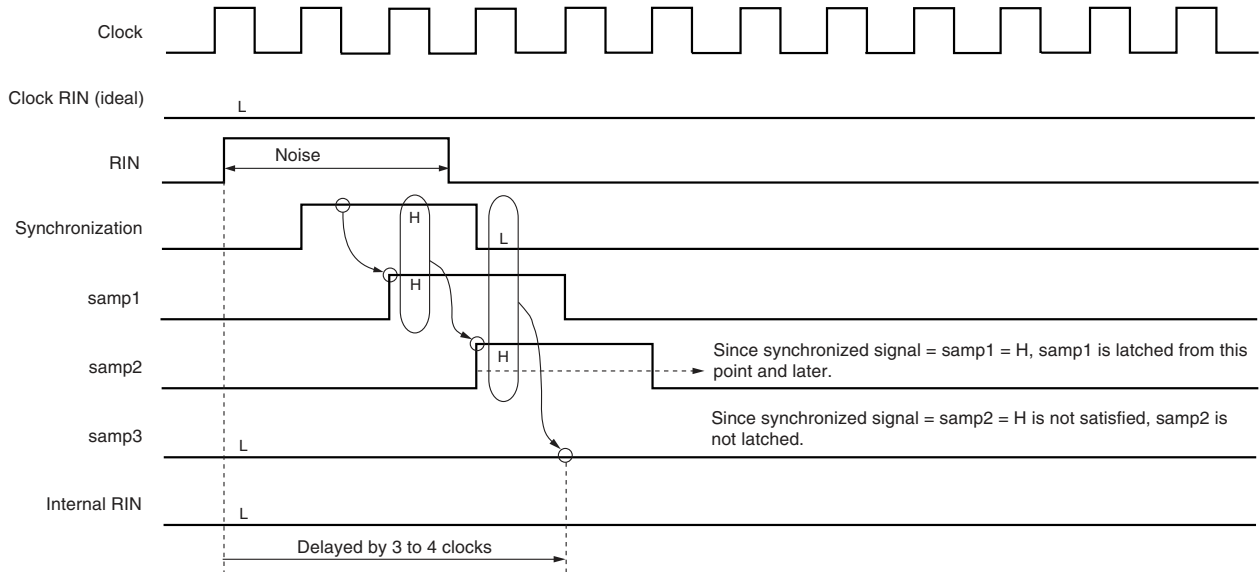 Clock
Clock RIN (ideal)
L
RIN
Noise
Synchronization
H
L
samp1
H
samp2
H
Since synchronized signal = samp1 = H, samp1 is latched from this
point and later.
samp3
L
Since synchronized signal = samp2 = H is not satisfied, samp2 is
not latched.
Internal RIN
L
Delayed by 3 to 4 clocks